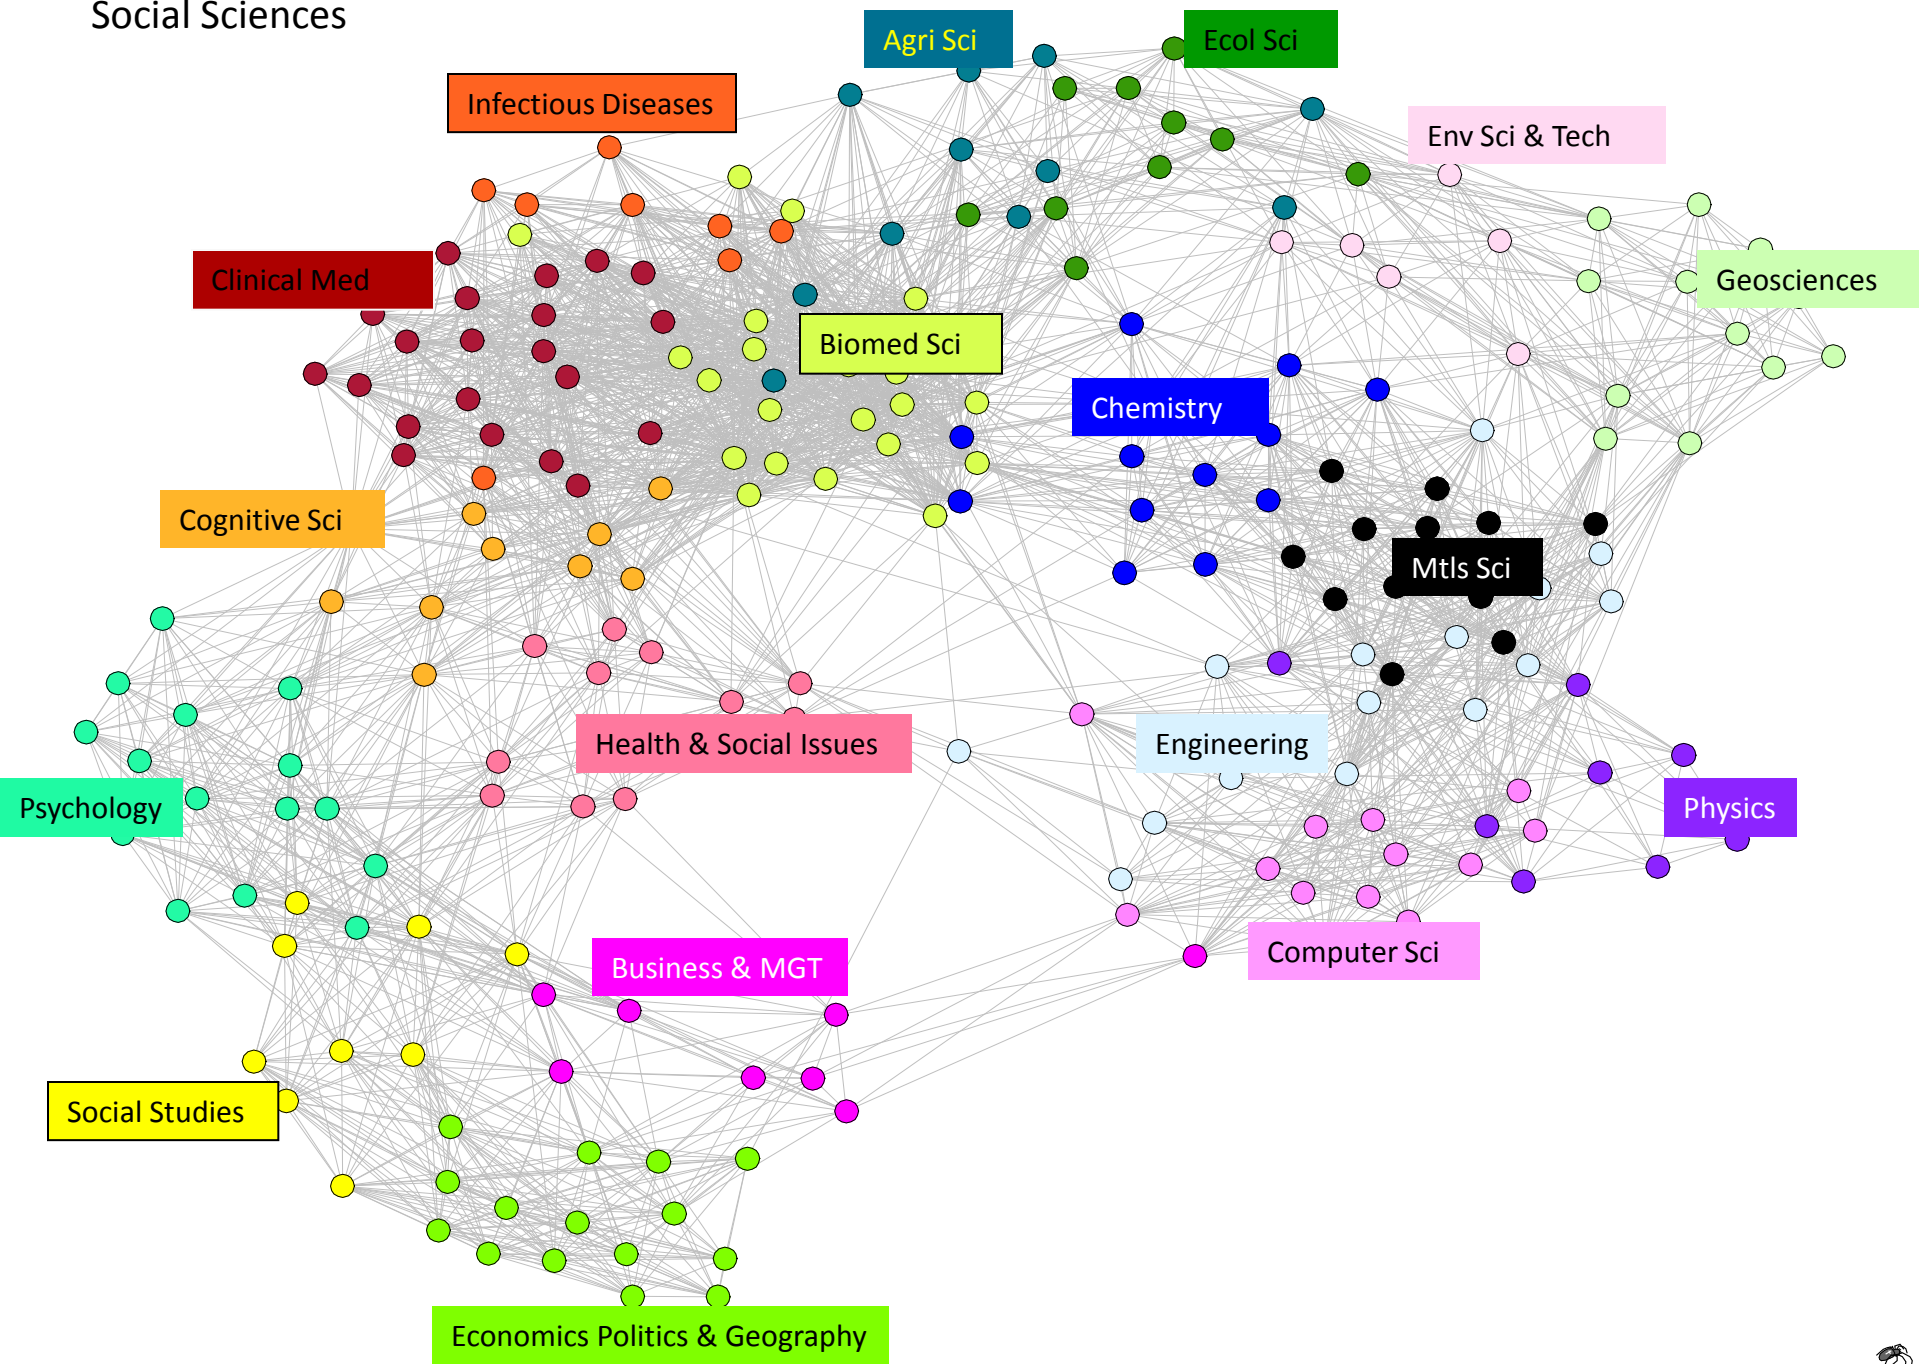 Social Sciences
Agri Sci
Ecol Sci
Infectious Diseases
Env Sci & Tech
Clinical Med
Geosciences
Biomed Sci
Chemistry
Cognitive Sci
Mtls Sci
Health & Social Issues
Engineering
Psychology
Physics
Business & MGT
Computer Sci
Social Studies
Economics Politics & Geography